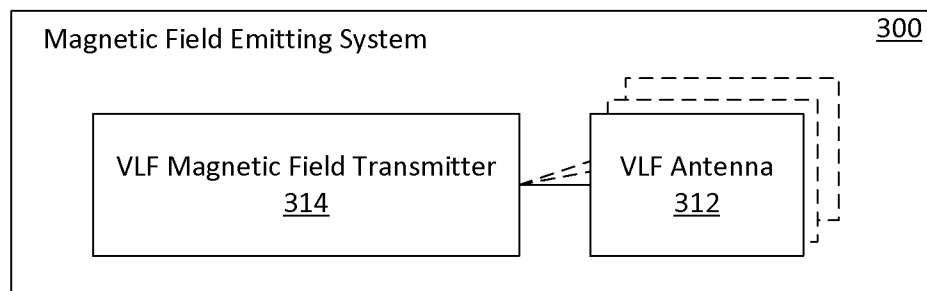 Magnetic Field Emitting System
300
VLF Magnetic Field Transmitter
314
VLF Antenna
312